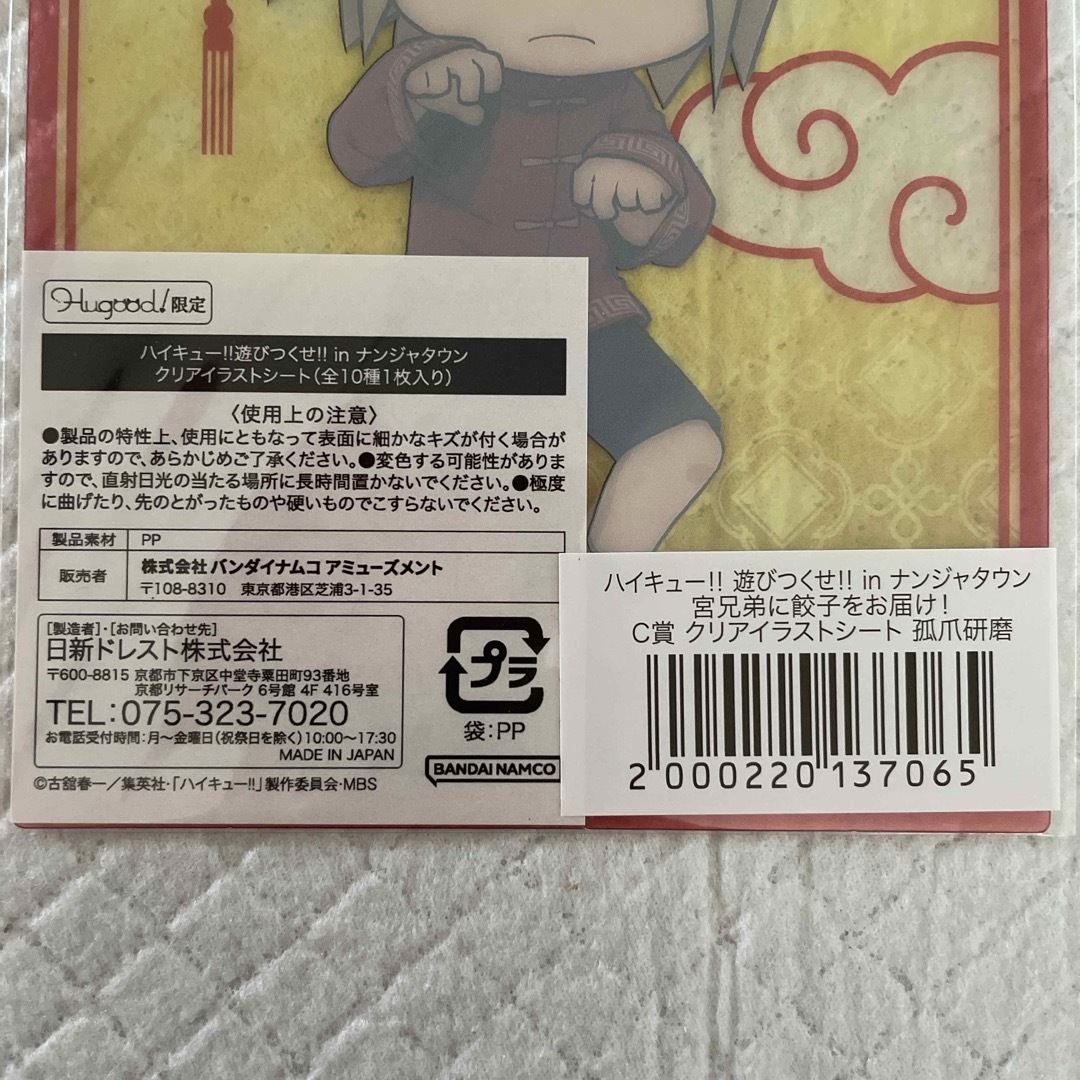 Hugood!限定
ハイキュー!!遊びつくせ!! in ナンジャタウン
クリアイラストシート(全10種1枚入り)
〈使用上の注意〉
●製品の特性上、使用にともなって表面に細かなキズが付く場合が
ありますので、あらかじめご了承ください。●変色する可能性がありま
すので、直射日光の当たる場所に長時間置かないでください。●極度
に曲げたり、先のとがったものや硬いものでこすらないでください。
製品素材 PP
販売者 株式会社 バンダイナムコ アミューズメント
〒108-8310 東京都港区芝浦3-1-35
[製造者]・[お問い合わせ先]
日新ドレスト株式会社
〒600-8815 京都市下京区中堂寺粟田町93番地
京都リサーチパーク 6号館 4F 416号室
TEL:075-323-7020
お電話受付時間:月〜金曜日(祝祭日を除く)10:00〜17:30
MADE IN JAPAN
プラ
袋:PP
BANDAI NAMCO
©古舘春一/集英社・「ハイキュー!!」製作委員会・MBS
ハイキュー!! 遊びつくせ!! in ナンジャタウン
宮兄弟に餃子をお届け!
C賞 クリアイラストシート 孤爪研磨
2 000220 137065